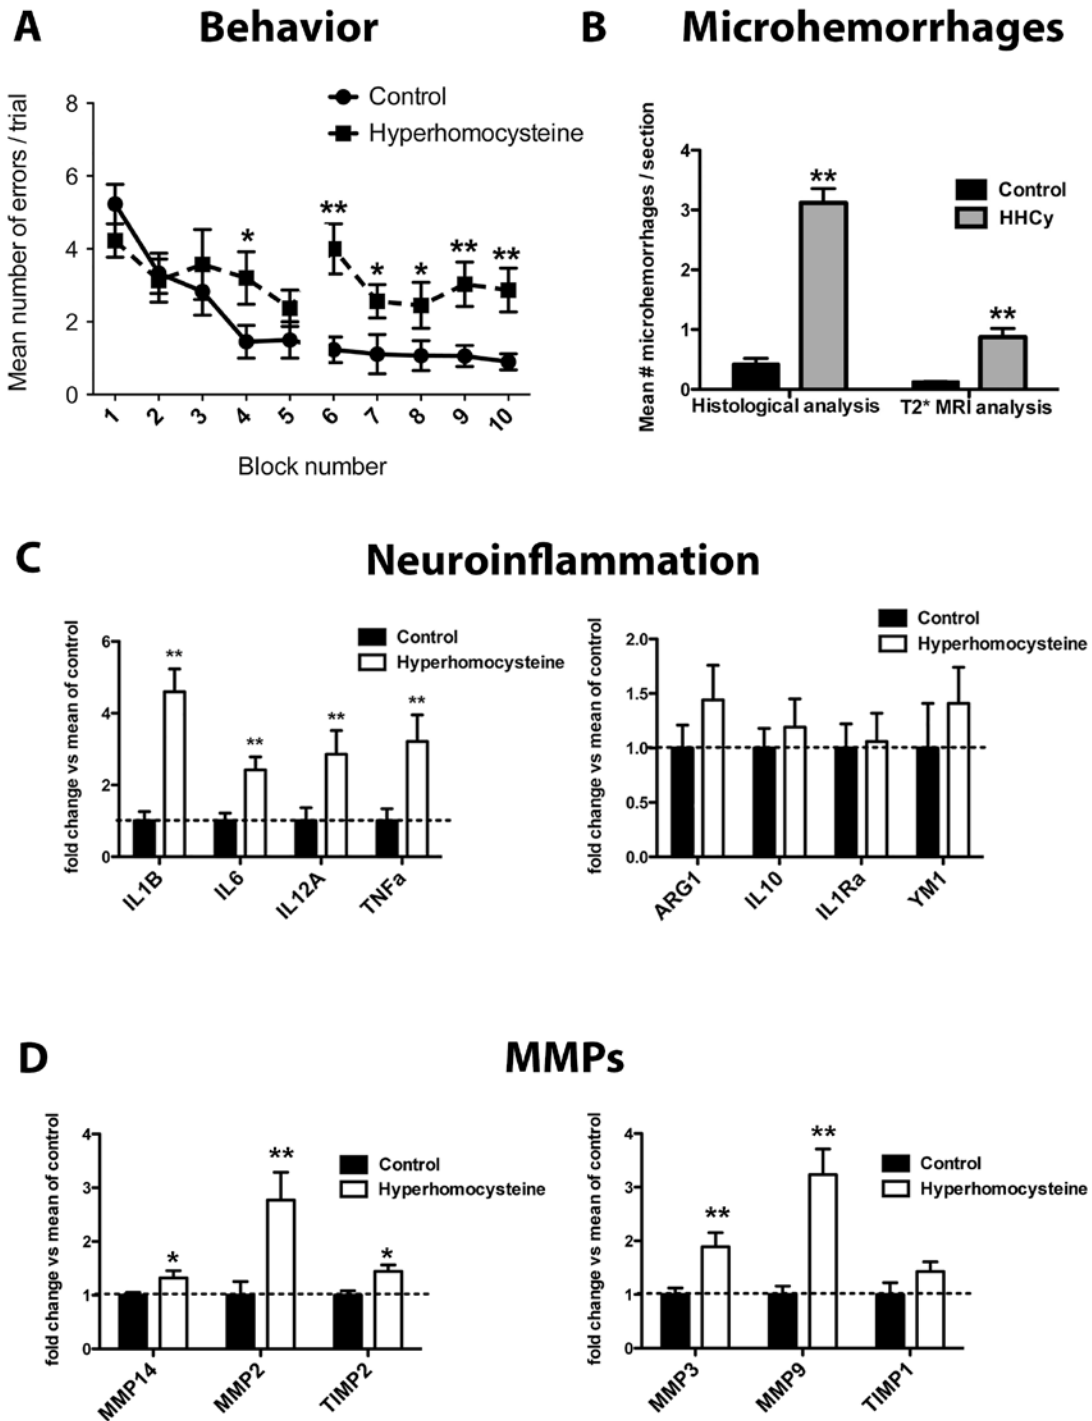 A Behavior
Mean number of errors / trial
8
6
4
2
0
Control
Hyperhomocysteine
*
**
*
*
**
**
1 2 3 4 5 6 7 8 9 10
Block number
B Microhemorrhages
Mean # microhemorrhages / section
4
3
2
1
0
Control
HHCy
**
**
Histological analysis T2* MRI analysis
C Neuroinflammation
fold change vs mean of control
6
4
2
0
Control
Hyperhomocysteine
**
**
**
**
IL1B IL6 IL12A TNFa
fold change vs mean of control
2.0
1.5
1.0
0.5
0.0
Control
Hyperhomocysteine
ARG1 IL10 IL1Ra YM1
D MMPs
fold change vs mean of control
4
3
2
1
0
Control
Hyperhomocysteine
*
**
*
MMP14 MMP2 TIMP2
fold change vs mean of control
4
3
2
1
0
Control
Hyperhomocysteine
**
**
MMP3 MMP9 TIMP1